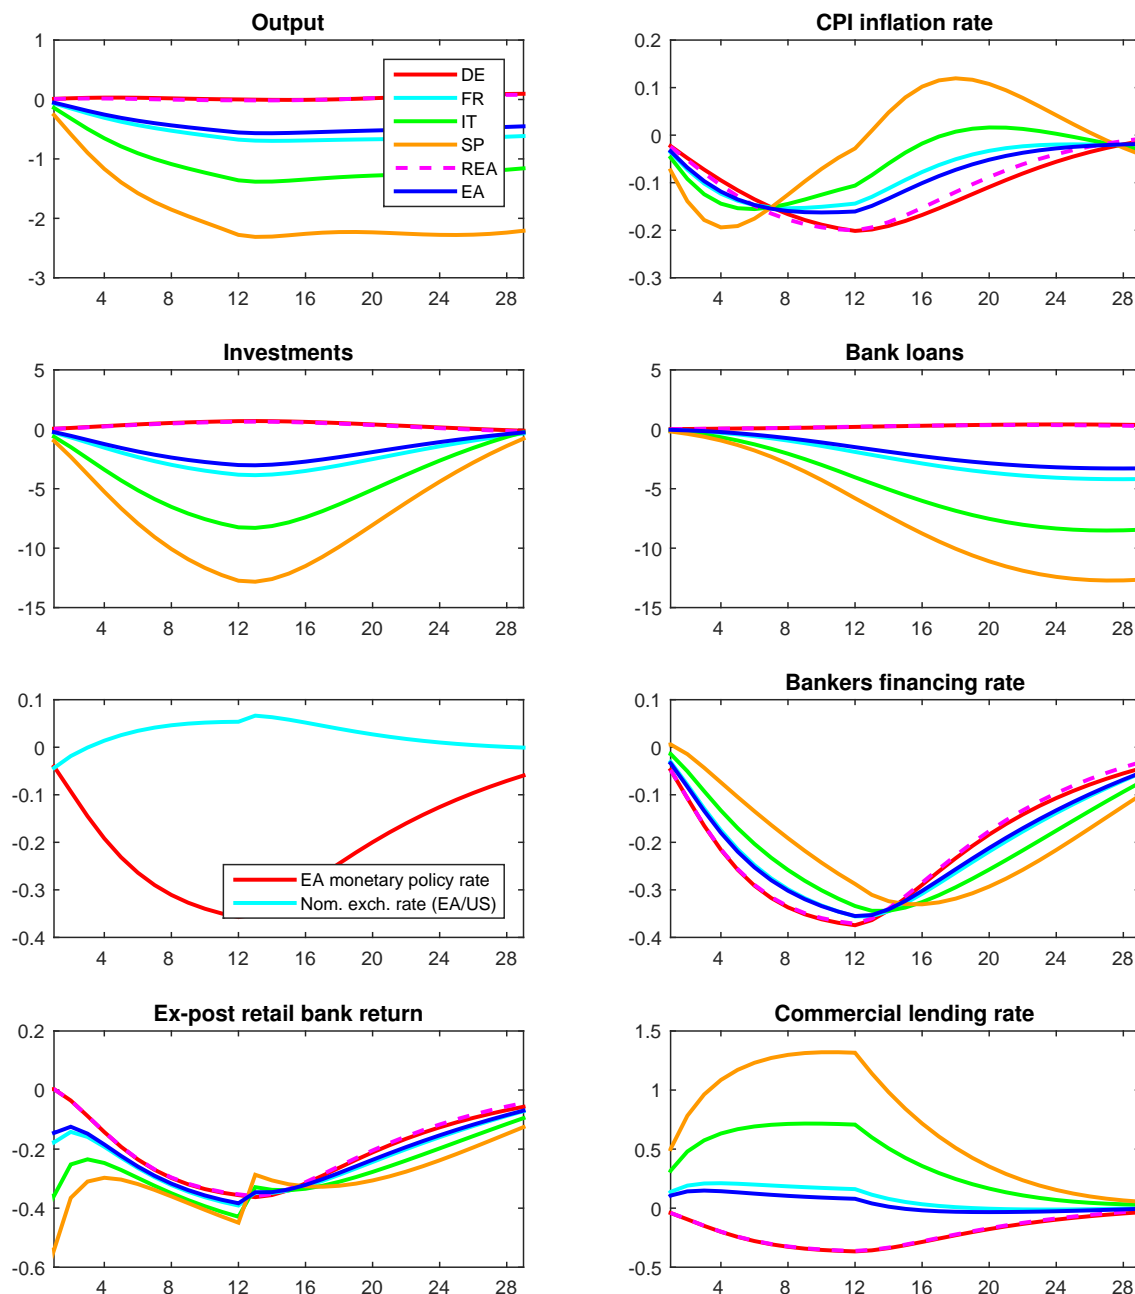 Output
1
0
-1
-2
-3
4 8 12 16 20 24 28
DE
FR
IT
SP
REA
EA
CPI inflation rate
0.2
0.1
0
-0.1
-0.2
-0.3
4 8 12 16 20 24 28
Investments
5
0
-5
-10
-15
4 8 12 16 20 24 28
Bank loans
5
0
-5
-10
-15
4 8 12 16 20 24 28
0.1
0
-0.1
-0.2
-0.3
-0.4
4 8 12 16 20 24 28
EA monetary policy rate
Nom. exch. rate (EA/US)
Bankers financing rate
0.1
0
-0.1
-0.2
-0.3
-0.4
4 8 12 16 20 24 28
Ex-post retail bank return
0.2
0
-0.2
-0.4
-0.6
4 8 12 16 20 24 28
Commercial lending rate
1.5
1
0.5
0
-0.5
4 8 12 16 20 24 28